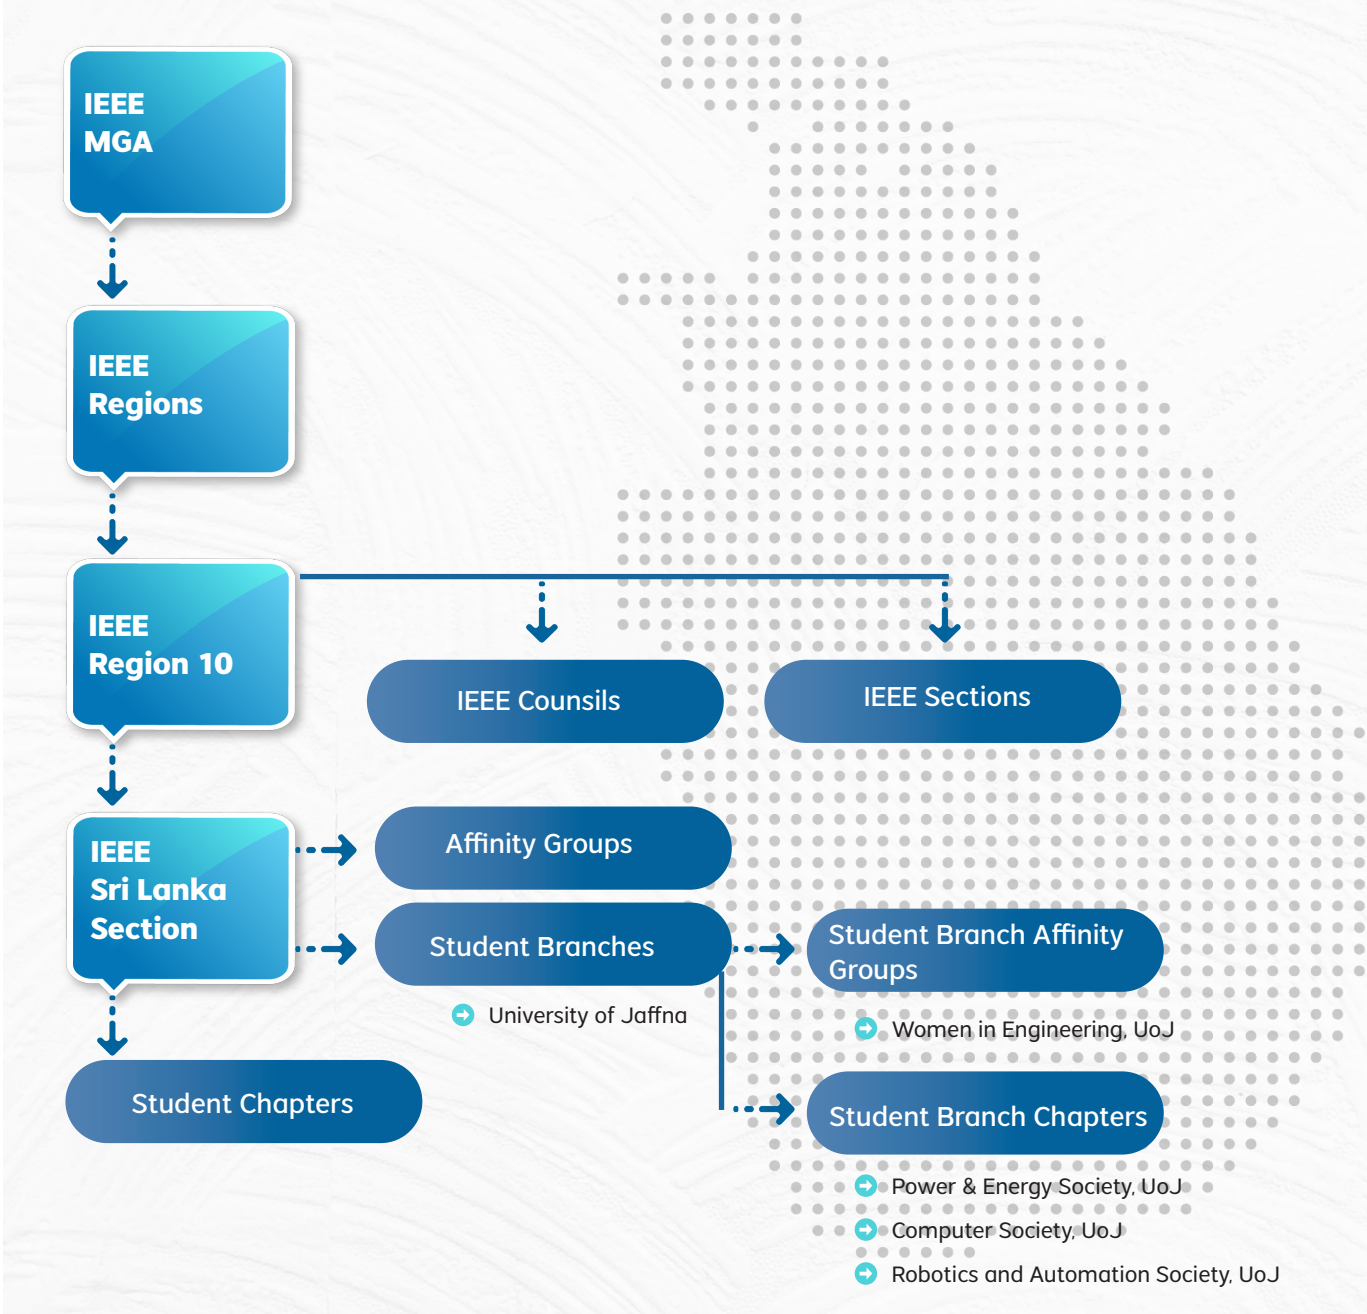 IEEE
MGA
IEEE
Regions
IEEE
Region 10
IEEE Counsils
IEEE Sections
IEEE
Sri Lanka
Section
Affinity Groups
Student Branches
University of Jaffna
Student Branch Affinity
Groups
Women in Engineering, UoJ
Student Chapters
Student Branch Chapters
Power & Energy Society, UoJ
Computer Society, UoJ
Robotics and Automation Society, UoJ